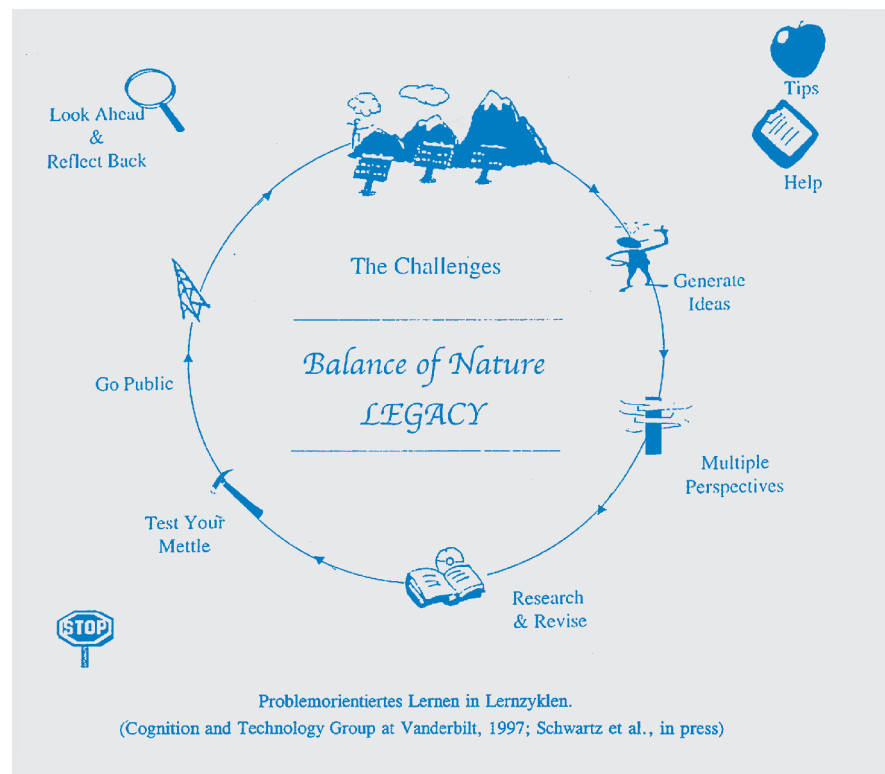 Look Ahead
&
Reflect Back
Tips
Help
The Challenges
Generate
Ideas
Balance of Nature
LEGACY
Go Public
Multiple
Perspectives
Test Your
Mettle
Research
& Revise
STOP
Problemorientiertes Lernen in Lernzyklen.
(Cognition and Technology Group at Vanderbilt, 1997; Schwartz et al., in press)